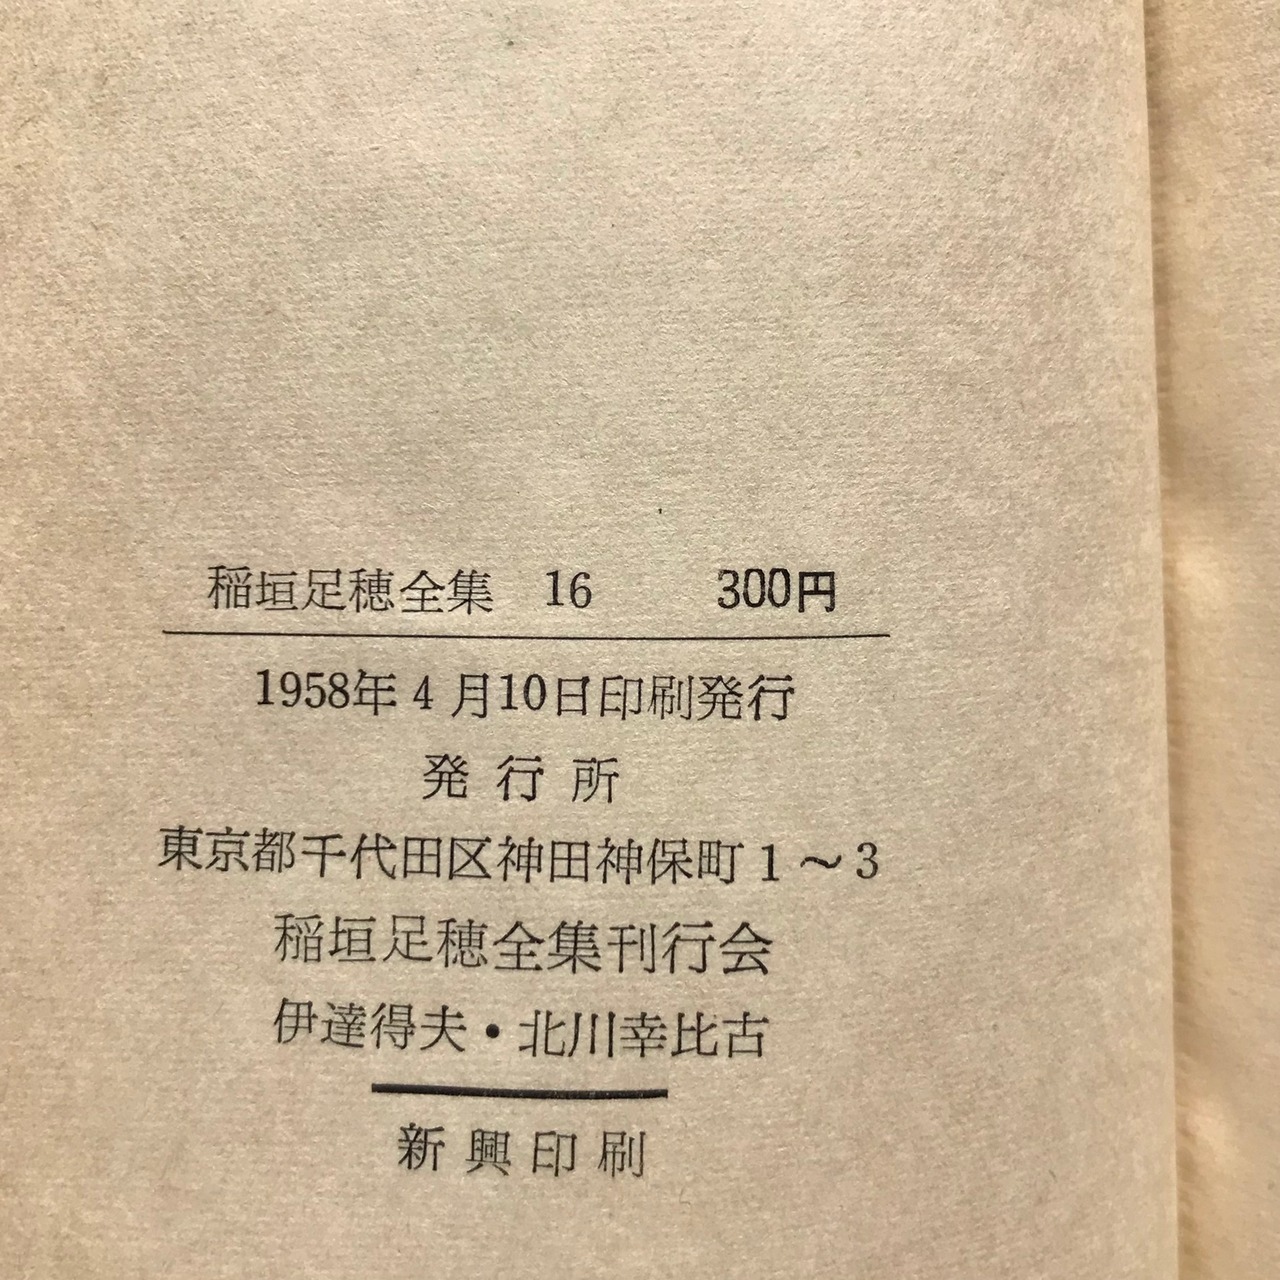 稲垣足穂全集 16 300円
1958年4月10日印刷発行
発行所
東京都千代田区神田神保町1〜3
稲垣足穂全集刊行会
伊達得夫・北川幸比古
新興印刷